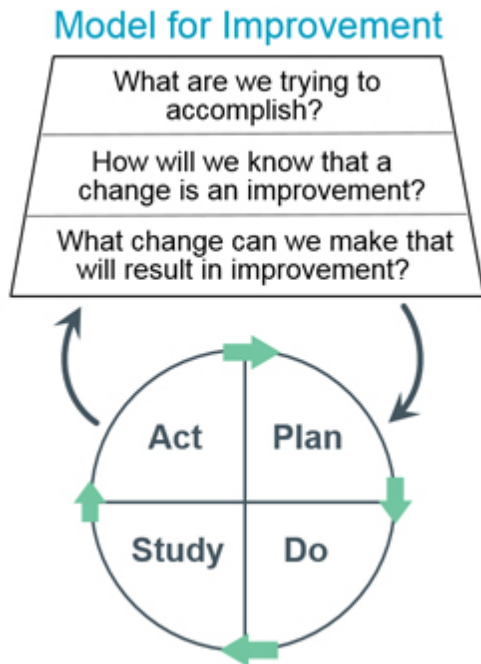 Model for Improvement
What are we trying to
accomplish?
How will we know that a
change is an improvement?
What change can we make that
will result in improvement?
Act
Plan
Study
Do